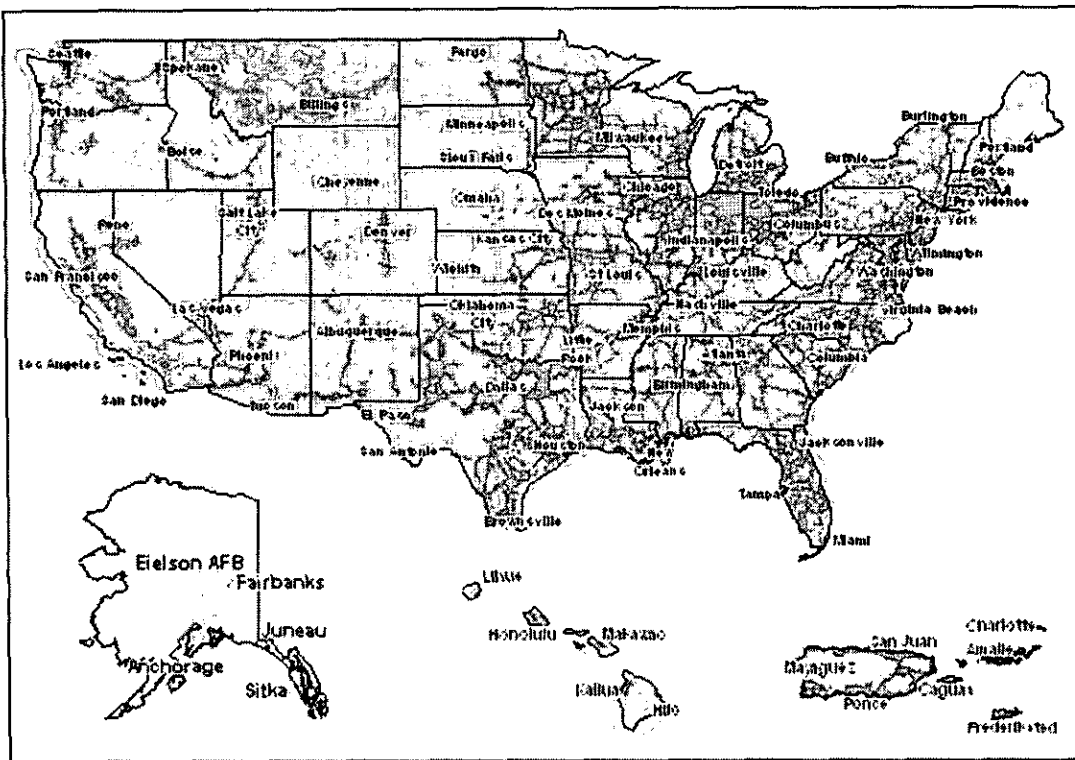 Seattle
Spokane
Fargo
Portland
Billings
Minneapolis
Milwaukee
Burlington
Portland
Boise
Sioux Falls
Detroit
Buffalo
Boston
Cheyenne
Chicago
Toledo
Providence
Omaha
Salt Lake
City
Reno
Denver
Des Moines
Columbus
New York
Kansas City
Indianapolis
Wilmington
San Francisco
Wichita
St Louis
Louisville
Washington
Las Vegas
Oklahoma
City
Nashville
Virginia Beach
Albuquerque
Memphis
Charlotte
Little
Rock
Los Angeles
Phoenix
Atlanta
Columbia
San Diego
Dallas
Birmingham
Tucson
El Paso
Jackson
San Antonio
Houston
New
Orleans
Jacksonville
Tampa
Brownsville
Miami
Eielson AFB
Fairbanks
Lihue
Juneau
Honolulu
San Juan
Charlotte
Amalie
Anchorage
Mayaguez
Sitka
Kailua
Caguas
Hilo
Ponce
Frederiksted